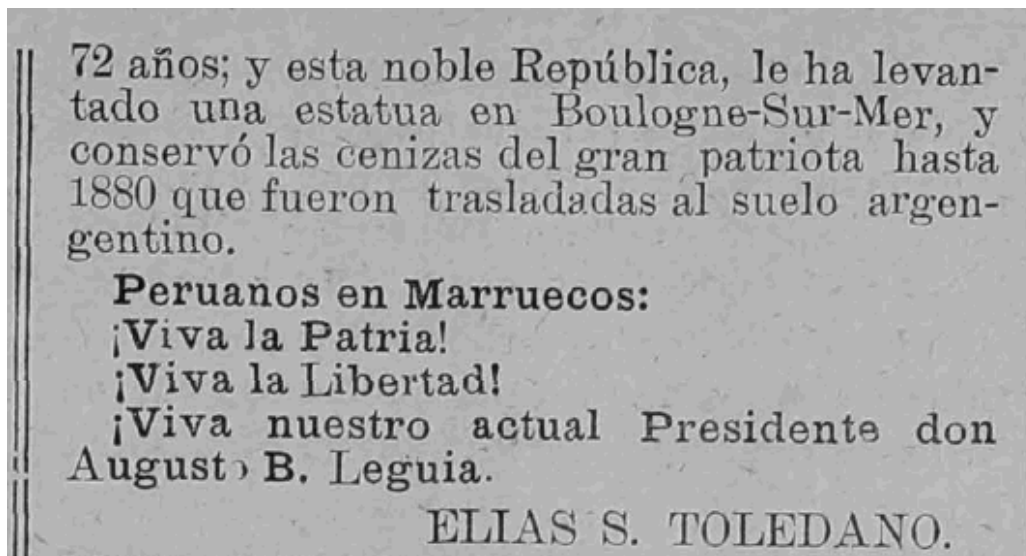 72 años; y esta noble República, le ha levan-
tado una estatua en Boulogne-Sur-Mer, y
conservó las cenizas del gran patriota hasta
1880 que fueron trasladadas al suelo argen-
gentino.
Peruanos en Marruecos:
¡Viva la Patria!
¡Viva la Libertad!
¡Viva nuestro actual Presidente don
Augusto B. Leguia.
ELIAS S. TOLEDANO.